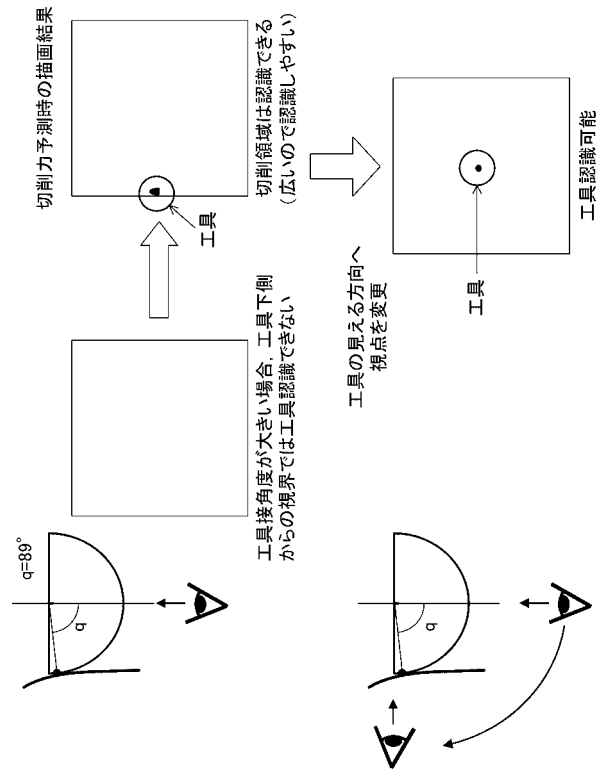 q=89°
q
工具接角度が大きい場合，工具下側
からの視界では工具認識できない
切削力予測時の描画結果
工具
切削領域は認識できる
（広いので認識しやすい）
q
工具の見える方向へ
視点を変更
工具
工具認識可能